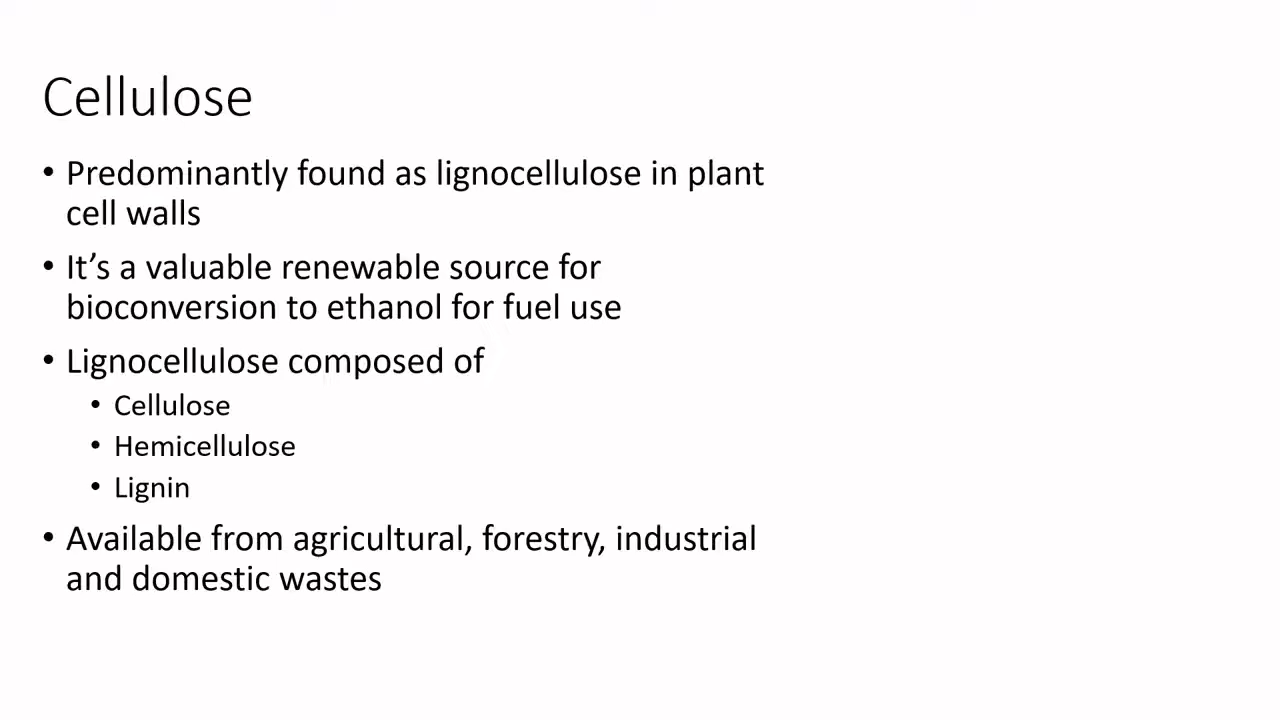 Cellulose
• Predominantly found as lignocellulose in plant
cell walls
• It’s a valuable renewable source for
bioconversion to ethanol for fuel use
• Lignocellulose composed of
• Cellulose
• Hemicellulose
• Lignin
• Available from agricultural, forestry, industrial
and domestic wastes